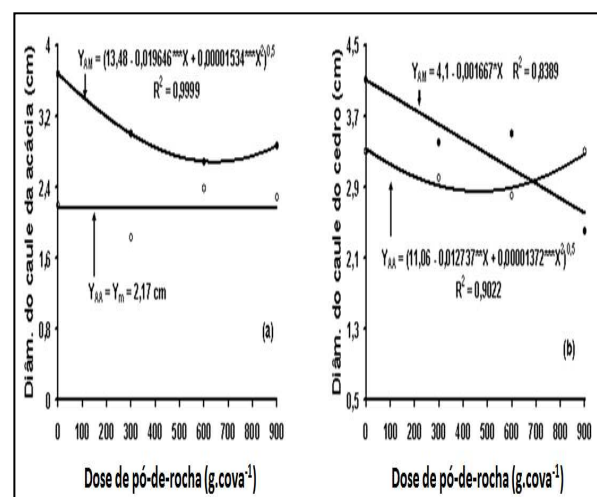 Diâm. do caule da acácia (cm)
4
3,2
2,4
1,6
0,8
0
Y_AM = (13,48 - 0,019646***X + 0,00001534***X²)^0,5
R² = 0,9999
Y_AA = Y_m = 2,17 cm
(a)
0 100 200 300 400 500 600 700 800 900
Dose de pó-de-rocha (g.cova⁻¹)
Diâm. do caule do cedro (cm)
4,5
3,7
2,9
2,1
1,3
0,5
Y_AM = 4,1 - 0,001667*X R² = 0,8389
Y_AA = (11,06 - 0,012737**X + 0,00001372***X²)^0,5
R² = 0,9022
(b)
0 100 200 300 400 500 600 700 800 900
Dose de pó-de-rocha (g.cova⁻¹)